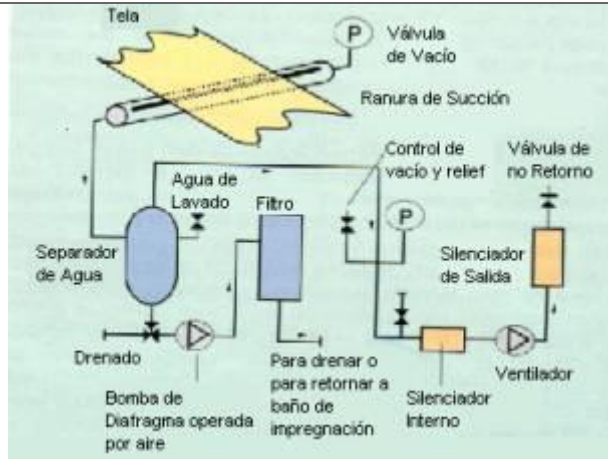 Tela
P
Válvula
de Vacío
Ranura de Succión
Control de
vacío y relief
Válvula de
no Retorno
Agua de
Lavado
Filtro
P
Separador
de Agua
Silenciador
de Salida
Drenado
Bomba de
Diafragma operada
por aire
Para drenar o
para retornar a
baño de
impregnación
Silenciador
Interno
Ventilador